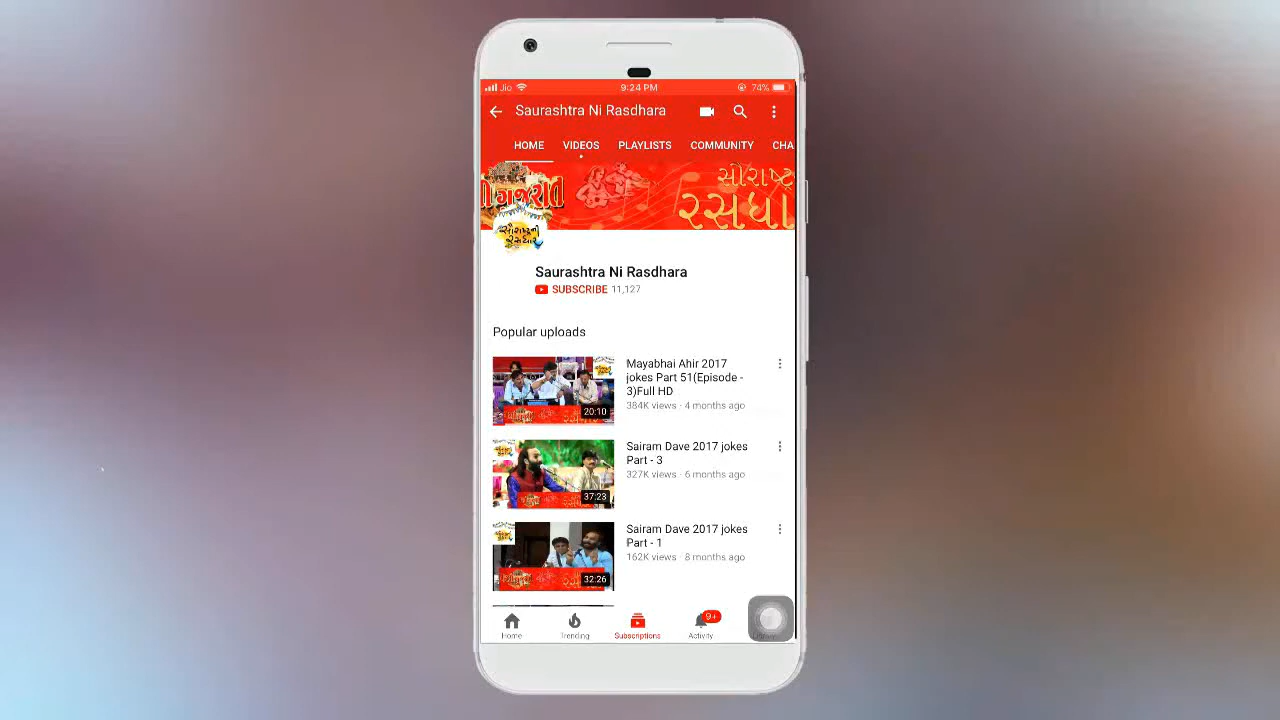 Jio
9:24 PM
74%
Saurashtra Ni Rasdhara
HOME
VIDEOS
PLAYLISTS
COMMUNITY
CHA
ગુજરાત
સૌરાષ્ટ્ર
રસધા
Saurashtra Ni Rasdhara
SUBSCRIBE 11,127
Popular uploads
Mayabhai Ahir 2017
jokes Part 51(Episode -
3)Full HD
384K views · 4 months ago
20:10
Sairam Dave 2017 jokes
Part - 3
327K views · 6 months ago
37:23
Sairam Dave 2017 jokes
Part - 1
162K views · 8 months ago
32:26
Home
Trending
Subscriptions
9+
Activity